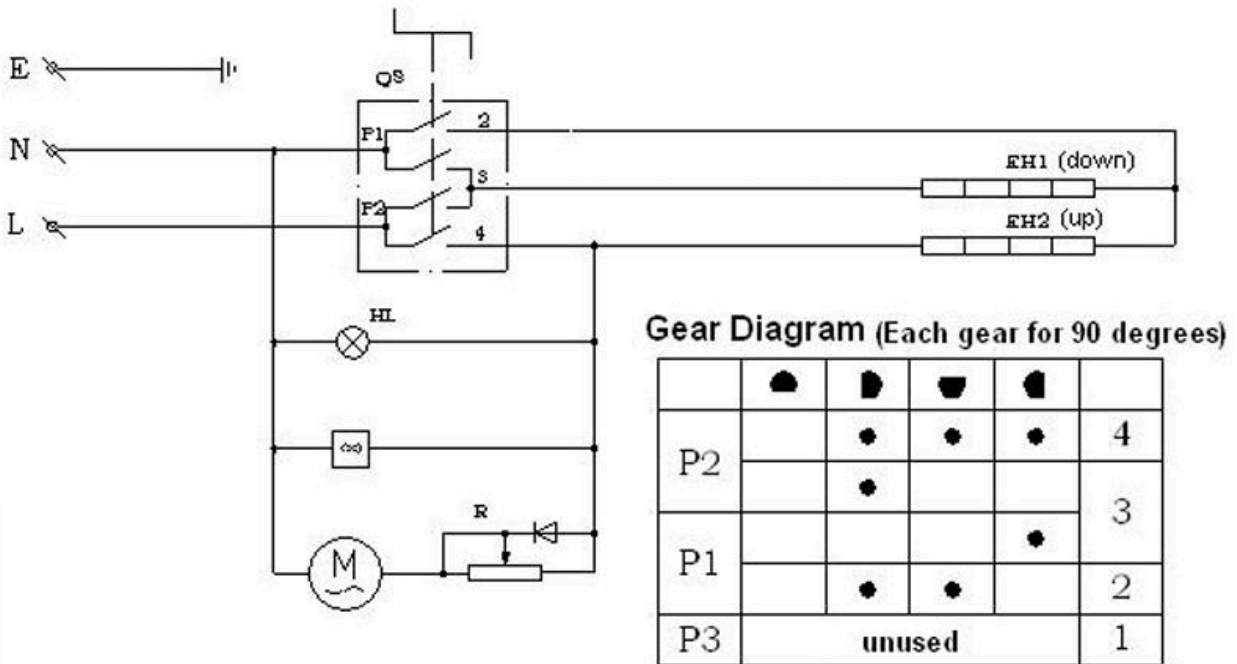 E
QS
P1
2
N
3
EH1 (down)
P2
L
4
EH2 (up)
HL
Gear Diagram (Each gear for 90 degrees)
P2
4
3
P1
2
P3 unused 1
R
M